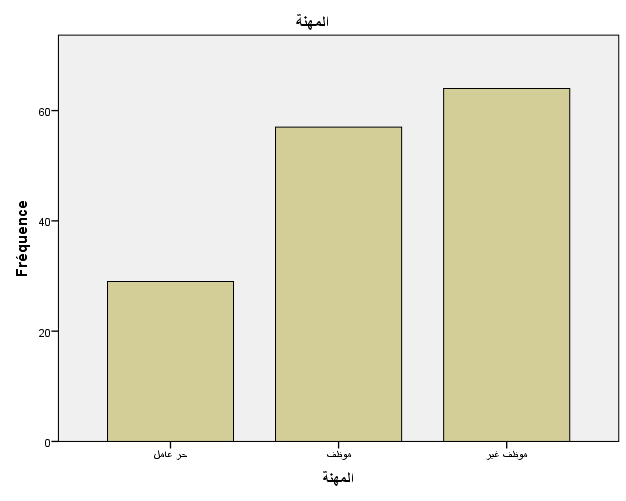 المهنة
Fréquence
60
40
20
0
حر عامل
موظف
موظف غير
المهنة